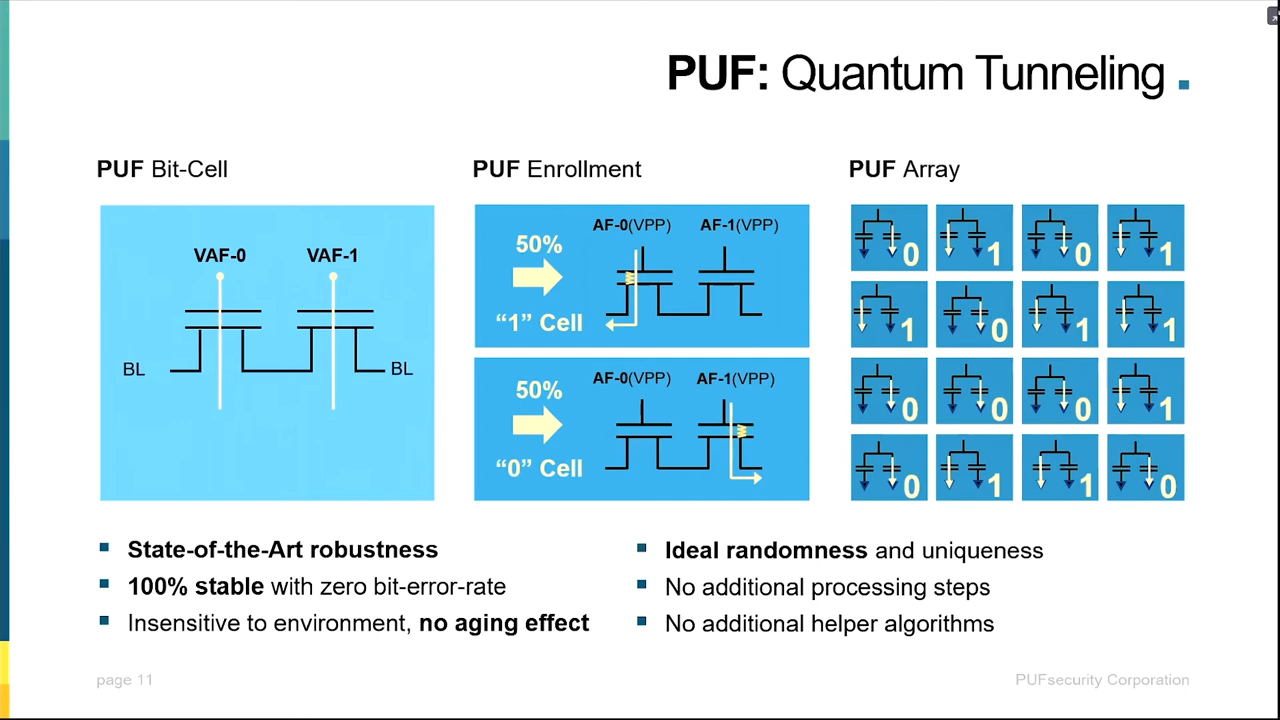 PUF: Quantum Tunneling .
PUF Bit-Cell
PUF Enrollment
PUF Array
VAF-0 VAF-1
BL BL
AF-0(VPP) AF-1(VPP)
50%
“1” Cell
AF-0(VPP) AF-1(VPP)
50%
“0” Cell
0 1 0 1
1 0 1 1
0 0 0 1
0 1 1 0
State-of-the-Art robustness
100% stable with zero bit-error-rate
Insensitive to environment, no aging effect
Ideal randomness and uniqueness
No additional processing steps
No additional helper algorithms
page 11
PUFsecurity Corporation